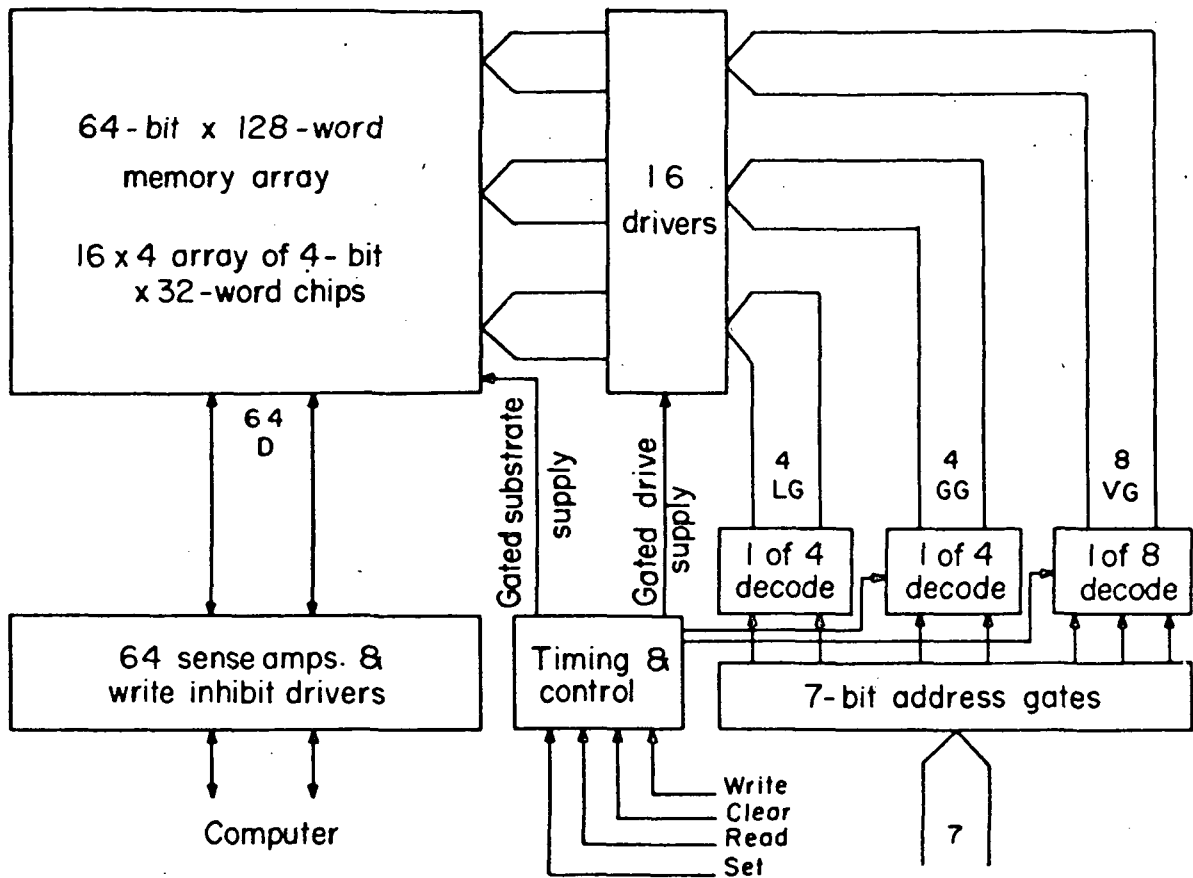 64-bit x 128-word
memory array
16 x 4 array of 4-bit
x 32-word chips
16
drivers
64
D
Gated substrate
supply
Gated drive
supply
4
LG
4
GG
8
VG
1 of 4
decode
1 of 4
decode
1 of 8
decode
64 sense amps. &
write inhibit drivers
Timing &
control
7-bit address gates
Computer
Write
Clear
Read
Set
7